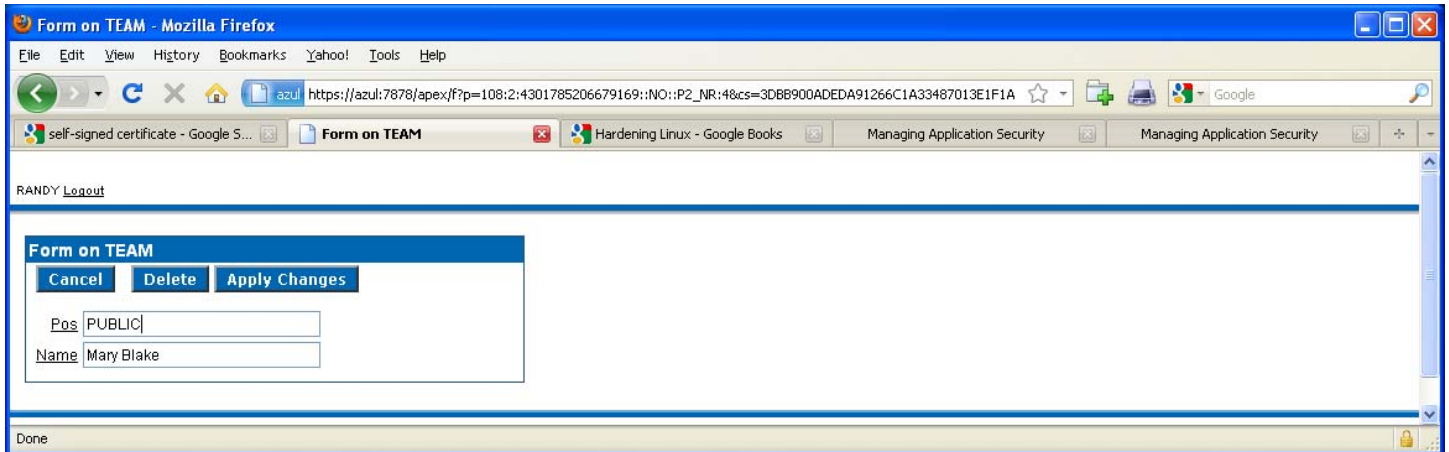 Form on TEAM - Mozilla Firefox
File Edit View History Bookmarks Yahoo! Tools Help
azul https://azul:7878/apex/f?p=108:2:4301785206679169::NO::P2_NR:4&cs=3DBB900ADEDA91266C1A33487013E1F1A Google
self-signed certificate - Google S... Form on TEAM Hardening Linux - Google Books Managing Application Security Managing Application Security
RANDY Logout
Form on TEAM
Cancel Delete Apply Changes
Pos PUBLIC
Name Mary Blake
Done